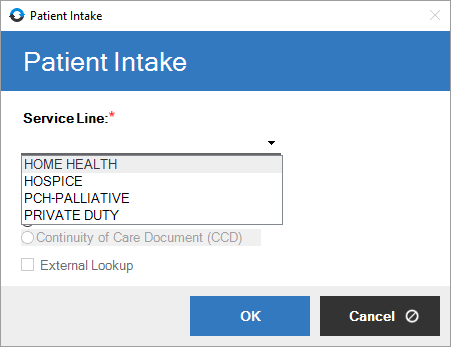 Patient Intake
Patient Intake
Service Line:*
HOME HEALTH
HOSPICE
PCH-PALLIATIVE
PRIVATE DUTY
Continuity of Care Document (CCD)
External Lookup
OK
Cancel